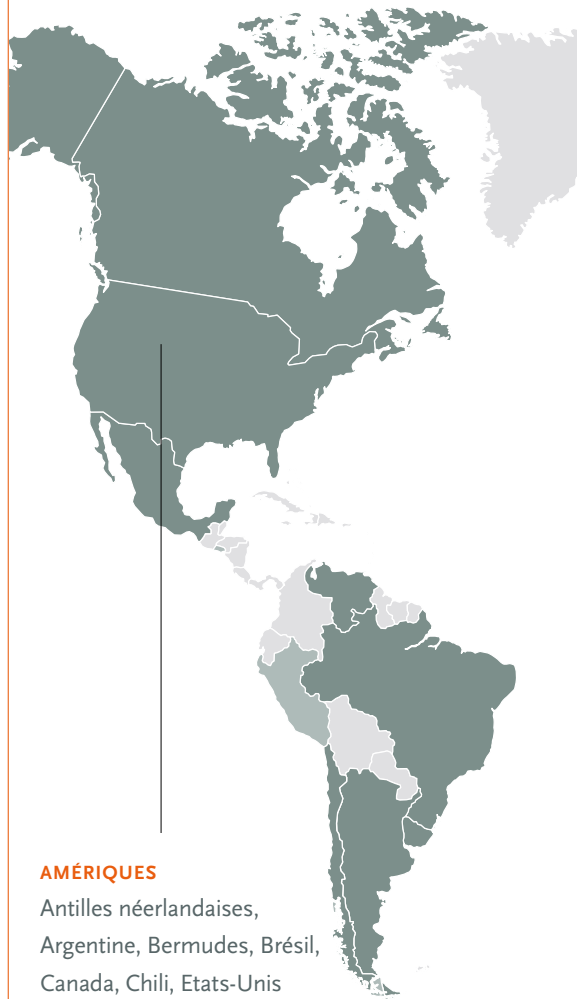 AMÉRIQUES
Antilles néerlandaises,
Argentine, Bermudes, Brésil,
Canada, Chili, Etats-Unis